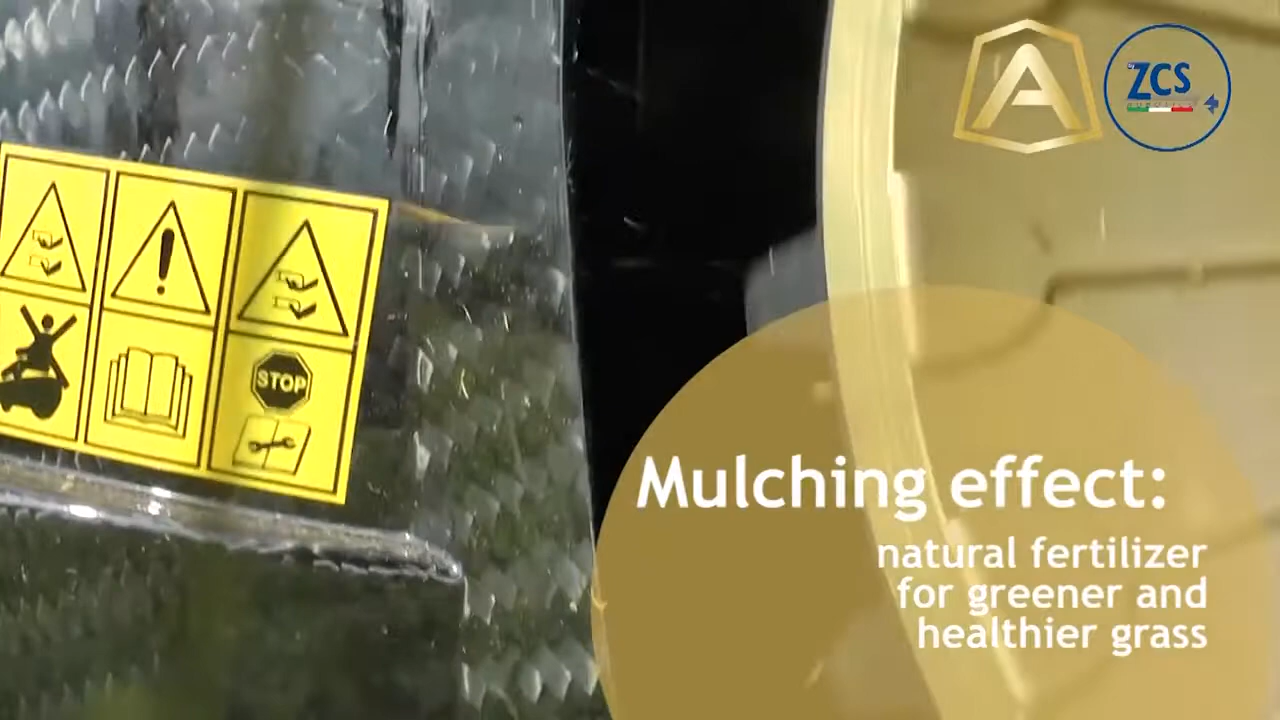 ZCS
STOP
Mulching effect:
natural fertilizer
for greener and
healthier grass